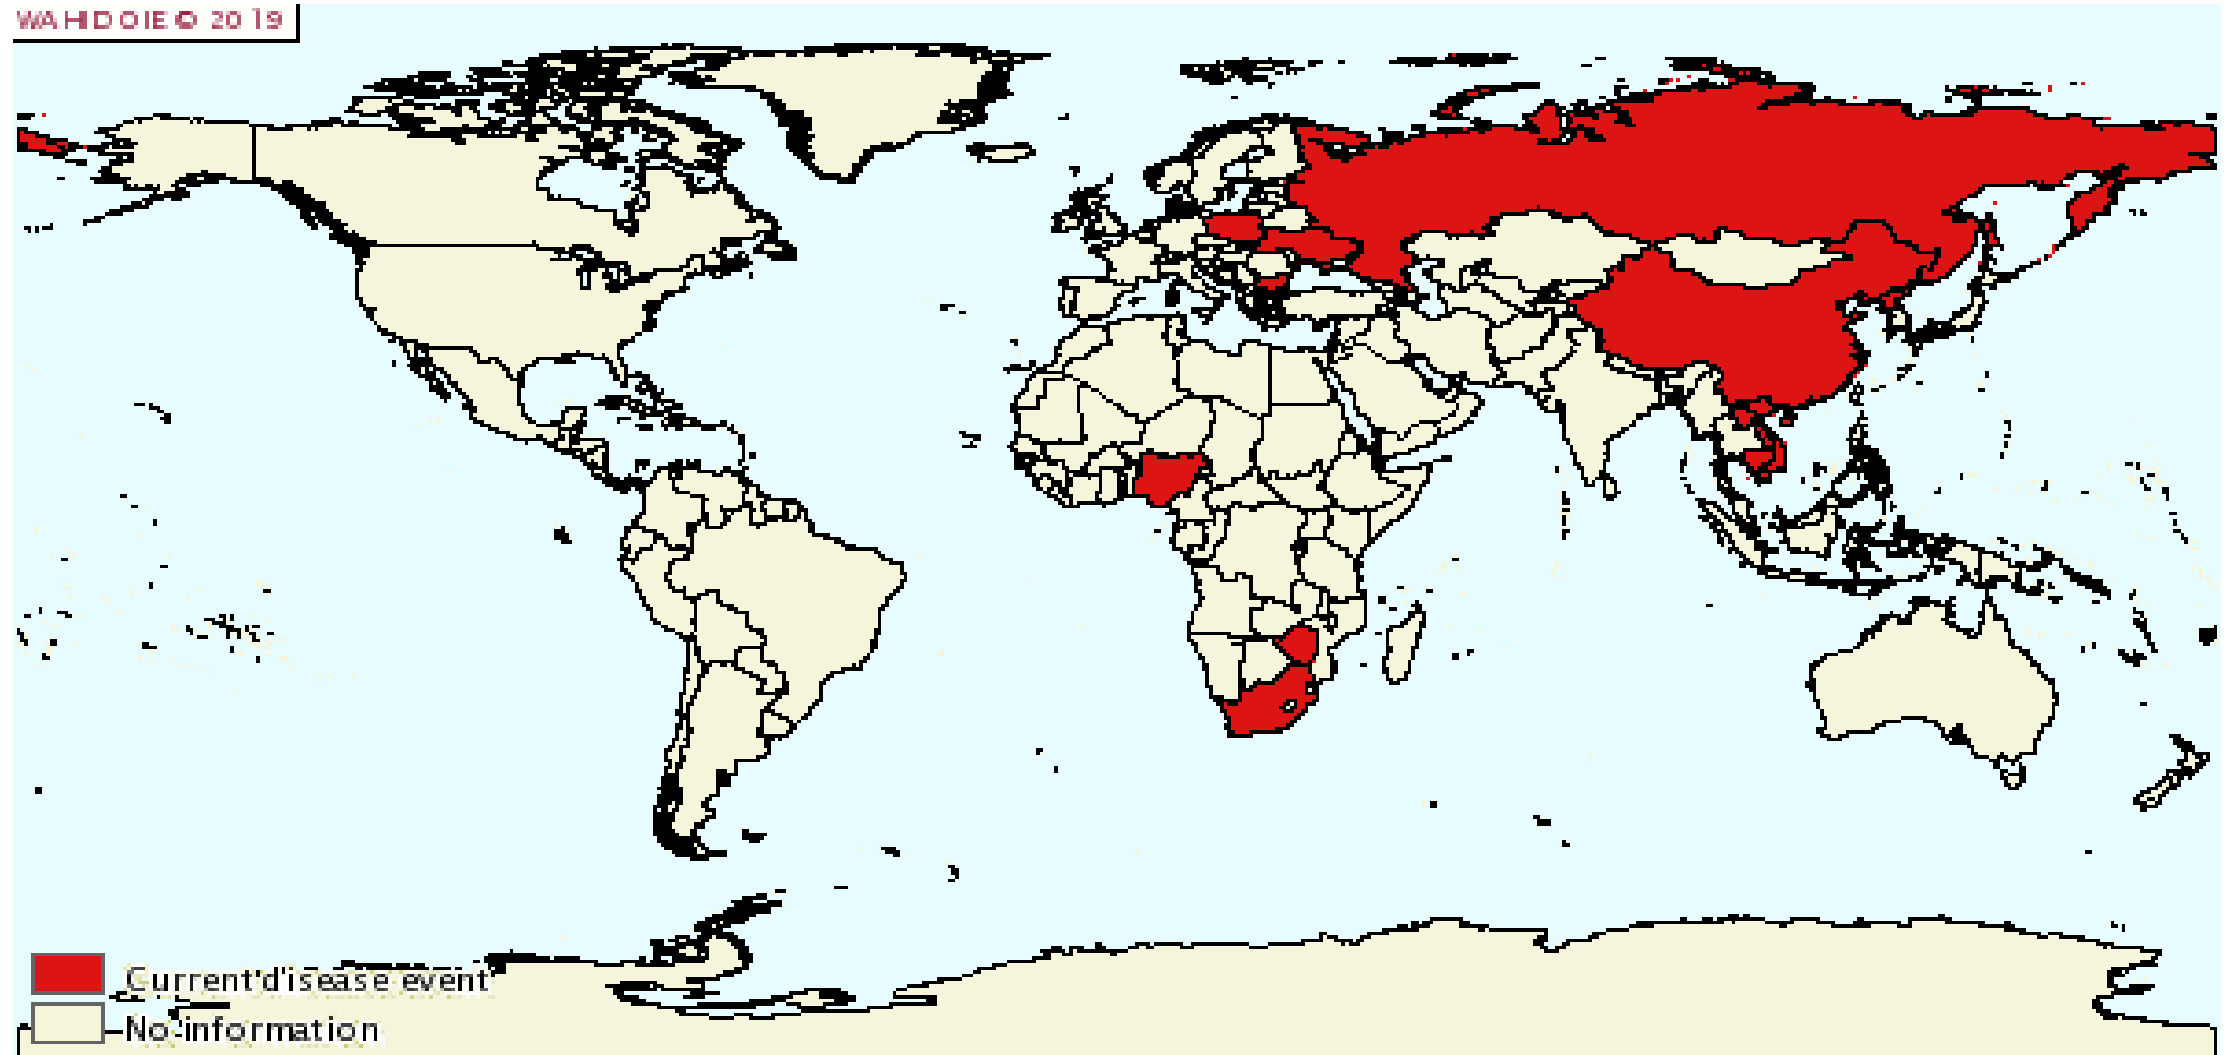 WAHID OIE © 2019
Current disease event
No information